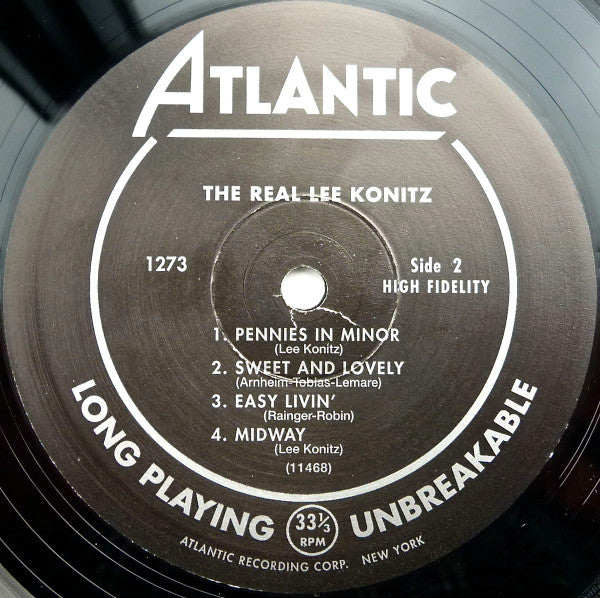 ATLANTIC
THE REAL LEE KONITZ
1273
Side 2
HIGH FIDELITY
1. PENNIES IN MINOR
(Lee Konitz)
2. SWEET AND LOVELY
(Arnheim-Tobias-Lemare)
3. EASY LIVIN'
(Rainger-Robin)
4. MIDWAY
(Lee Konitz)
(11468)
LONG PLAYING 33 1/3 RPM UNBREAKABLE
ATLANTIC RECORDING CORP. NEW YORK